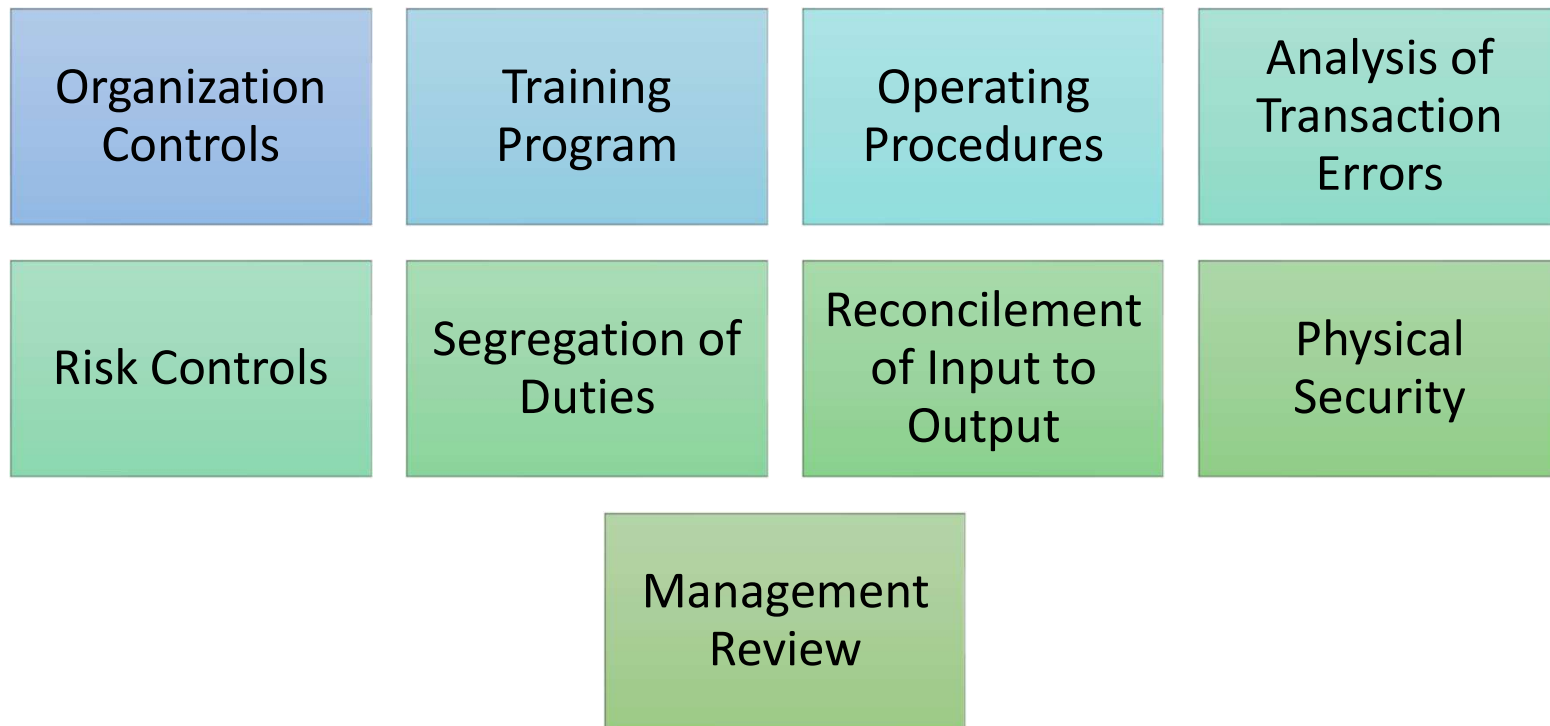 Organization
Controls
Training
Program
Operating
Procedures
Analysis of
Transaction
Errors
Risk Controls
Segregation of
Duties
Reconcilement
of Input to
Output
Physical
Security
Management
Review